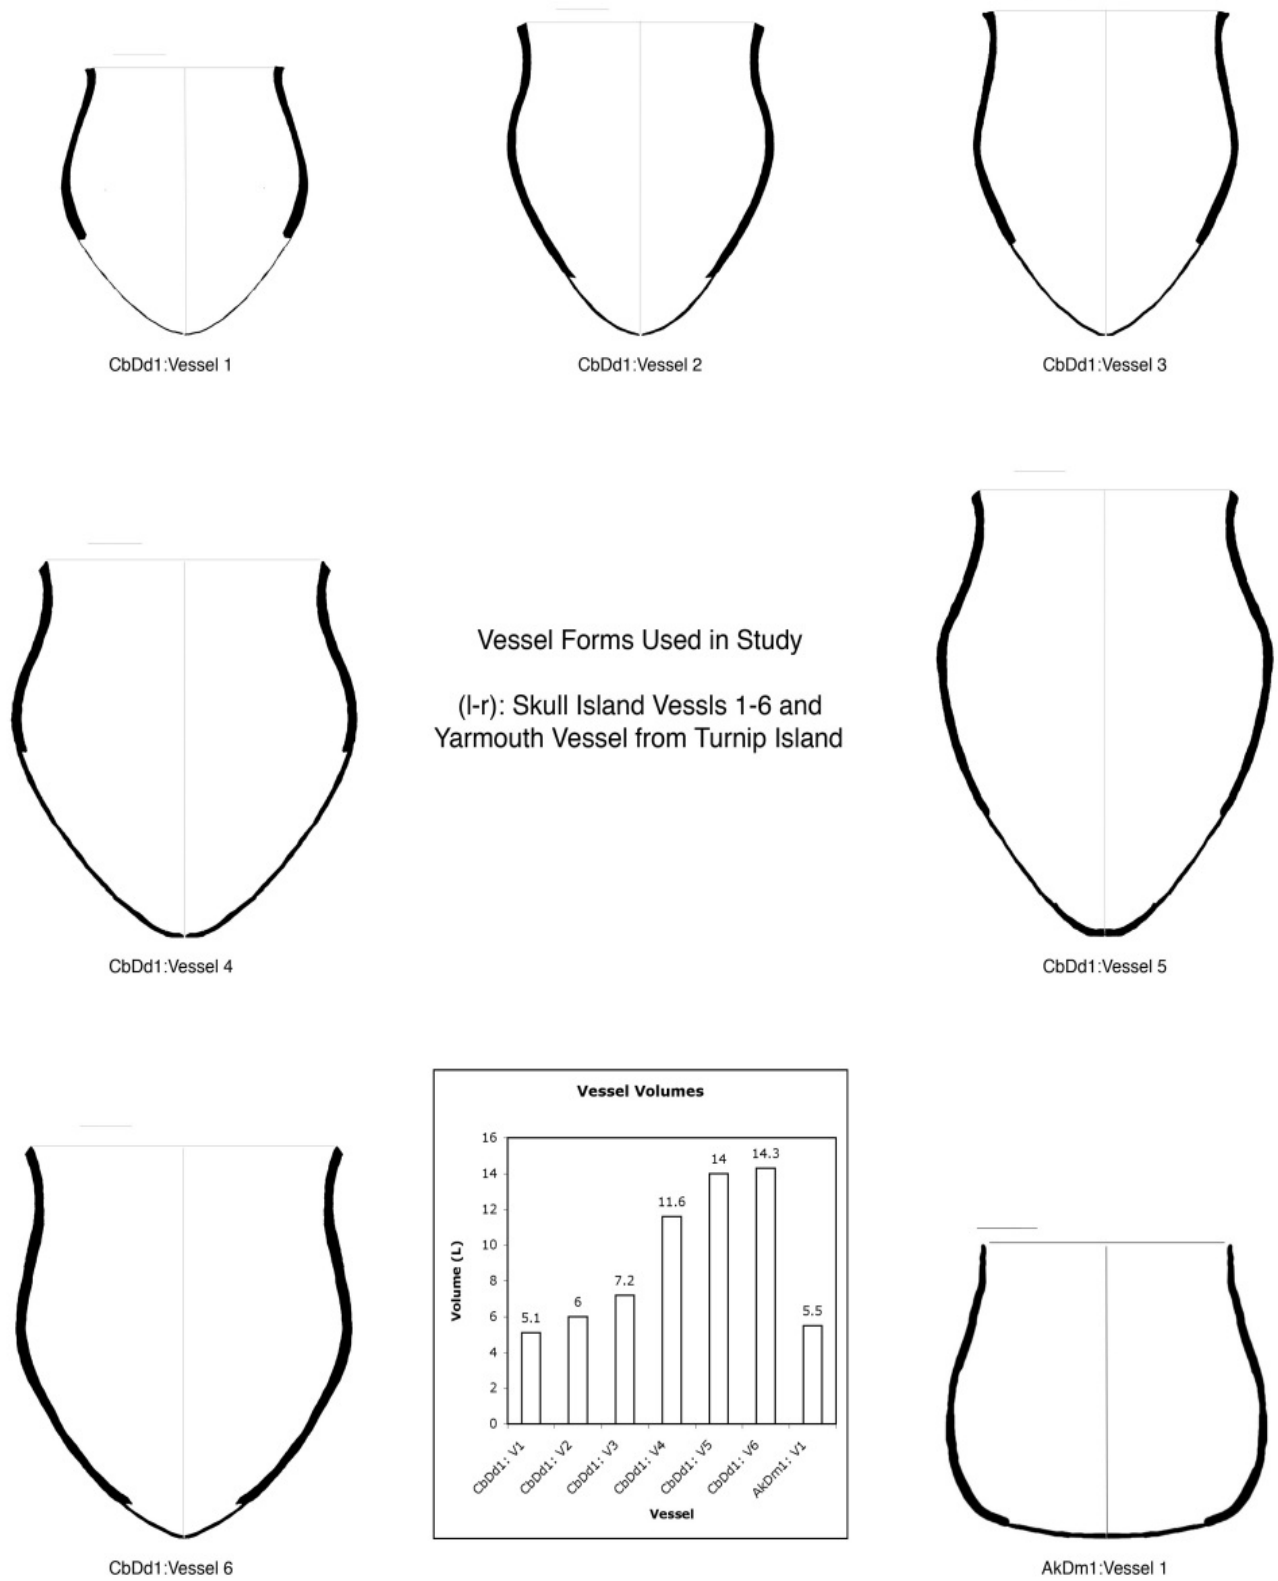 CbDd1:Vessel 1
CbDd1:Vessel 2
CbDd1:Vessel 3
Vessel Forms Used in Study
(l-r): Skull Island Vessls 1-6 and
Yarmouth Vessel from Turnip Island
CbDd1:Vessel 4
CbDd1:Vessel 5
Vessel Volumes
Volume (L)
16
14
12
10
8
6
4
2
0
5.1
6
7.2
11.6
14
14.3
5.5
CbDd1: V1
CbDd1: V2
CbDd1: V3
CbDd1: V4
CbDd1: V5
CbDd1: V6
AkDm1: V1
Vessel
CbDd1:Vessel 6
AkDm1:Vessel 1